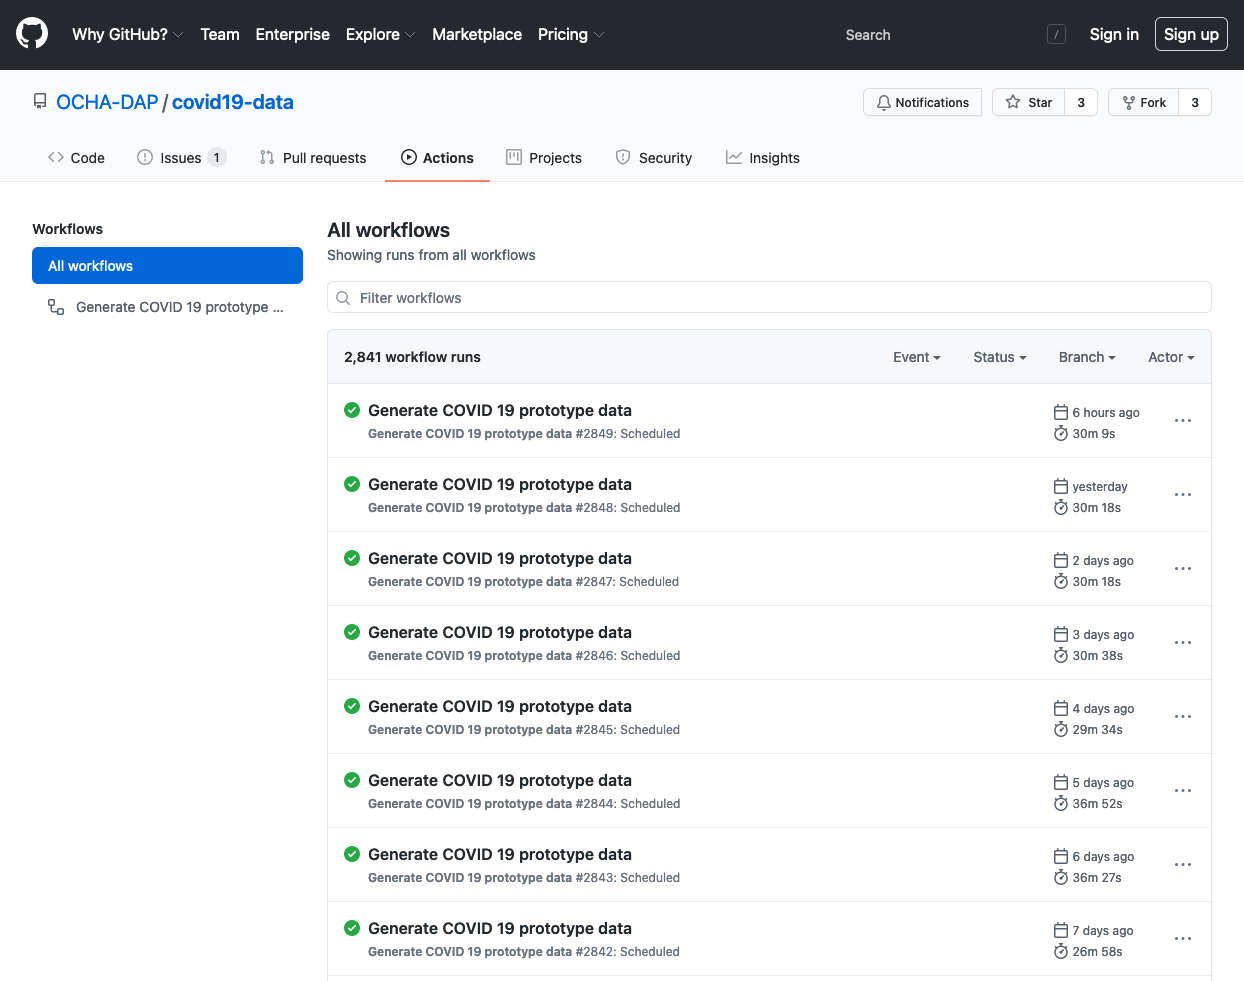 Why GitHub? Team Enterprise Explore Marketplace Pricing Search / Sign in Sign up
OCHA-DAP / covid19-data Notifications Star 3 Fork 3
Code Issues 1 Pull requests Actions Projects Security Insights
Workflows
All workflows
Generate COVID 19 prototype ...
All workflows
Showing runs from all workflows
Filter workflows
2,841 workflow runs Event Status Branch Actor
Generate COVID 19 prototype data 6 hours ago
Generate COVID 19 prototype data #2849: Scheduled 30m 9s
Generate COVID 19 prototype data yesterday
Generate COVID 19 prototype data #2848: Scheduled 30m 18s
Generate COVID 19 prototype data 2 days ago
Generate COVID 19 prototype data #2847: Scheduled 30m 18s
Generate COVID 19 prototype data 3 days ago
Generate COVID 19 prototype data #2846: Scheduled 30m 38s
Generate COVID 19 prototype data 4 days ago
Generate COVID 19 prototype data #2845: Scheduled 29m 34s
Generate COVID 19 prototype data 5 days ago
Generate COVID 19 prototype data #2844: Scheduled 36m 52s
Generate COVID 19 prototype data 6 days ago
Generate COVID 19 prototype data #2843: Scheduled 36m 27s
Generate COVID 19 prototype data 7 days ago
Generate COVID 19 prototype data #2842: Scheduled 26m 58s